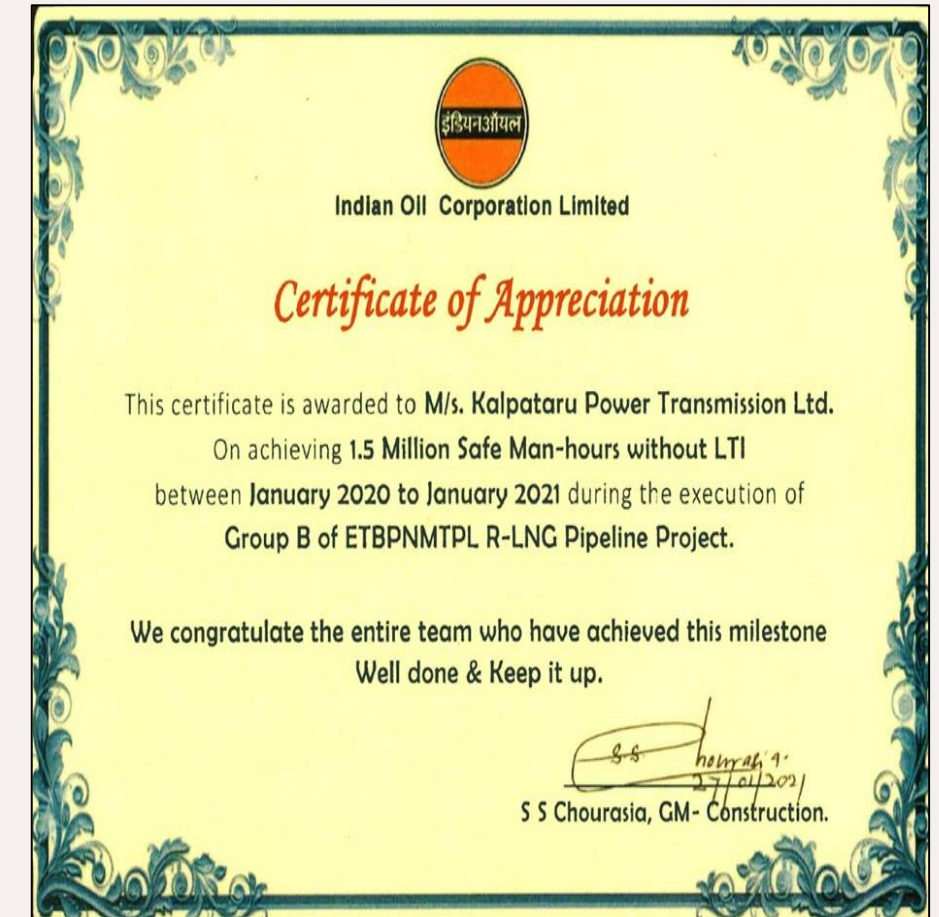 इंडियनऑयल
Indian Oil Corporation Limited
Certificate of Appreciation
This certificate is awarded to M/s. Kalpataru Power Transmission Ltd.
On achieving 1.5 Million Safe Man-hours without LTI
between January 2020 to January 2021 during the execution of
Group B of ETBPNMTPL R-LNG Pipeline Project.
We congratulate the entire team who have achieved this milestone
Well done & Keep it up.
S.S. Chourasia.
27/01/2021
S S Chourasia, GM- Construction.